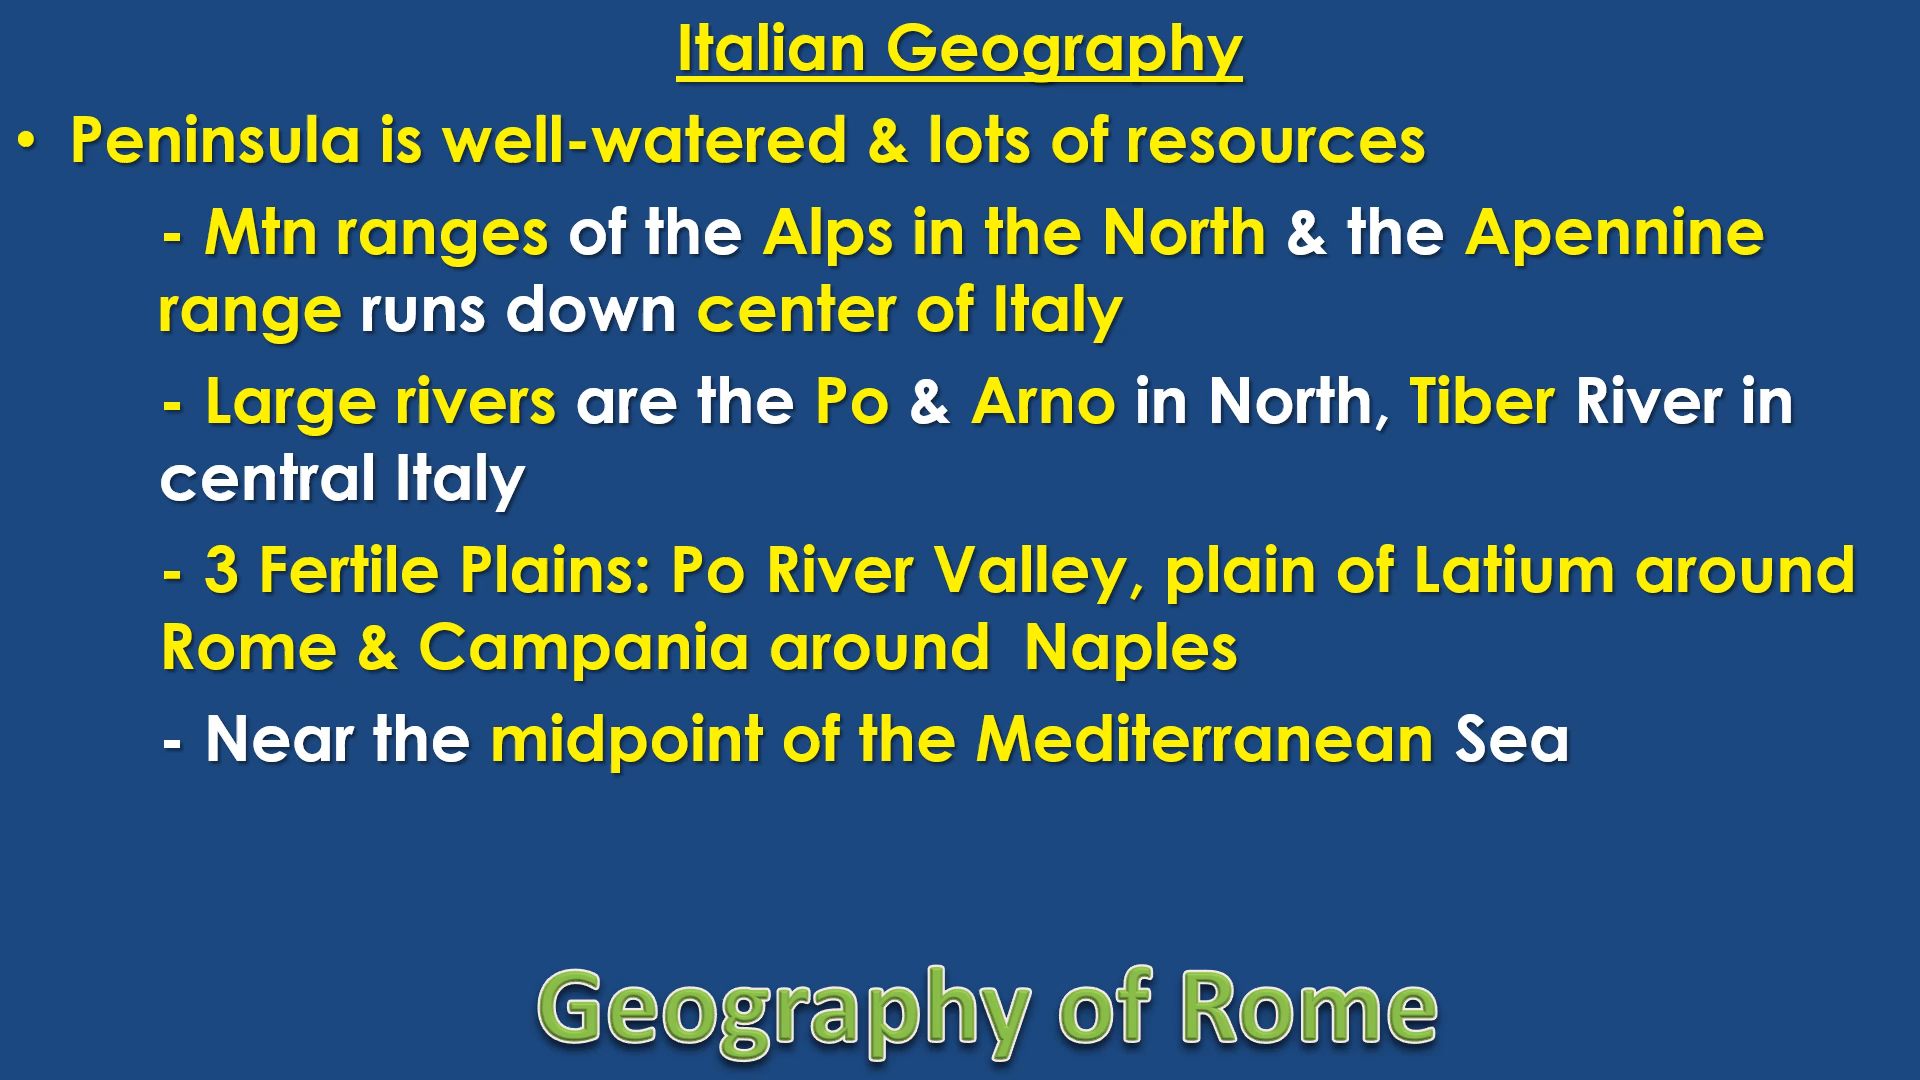 Italian Geography
• Peninsula is well-watered & lots of resources
- Mtn ranges of the Alps in the North & the Apennine
range runs down center of Italy
- Large rivers are the Po & Arno in North, Tiber River in
central Italy
- 3 Fertile Plains: Po River Valley, plain of Latium around
Rome & Campania around  Naples
- Near the midpoint of the Mediterranean Sea
Geography of Rome